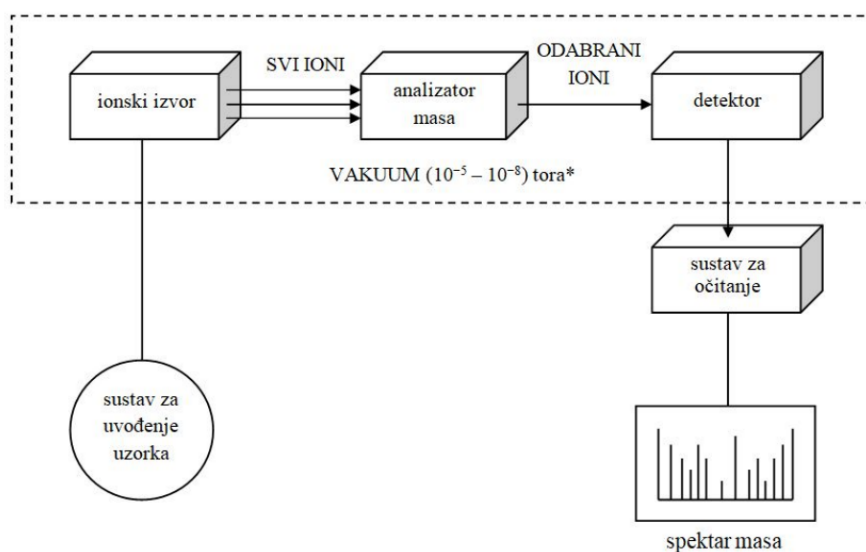 SVI IONI
ODABRANI
IONI
ionski izvor
analizator
masa
detektor
VAKUUM (10⁻⁵ – 10⁻⁸) tora*
sustav za
očitanje
sustav za
uvođenje
uzorka
spektar masa